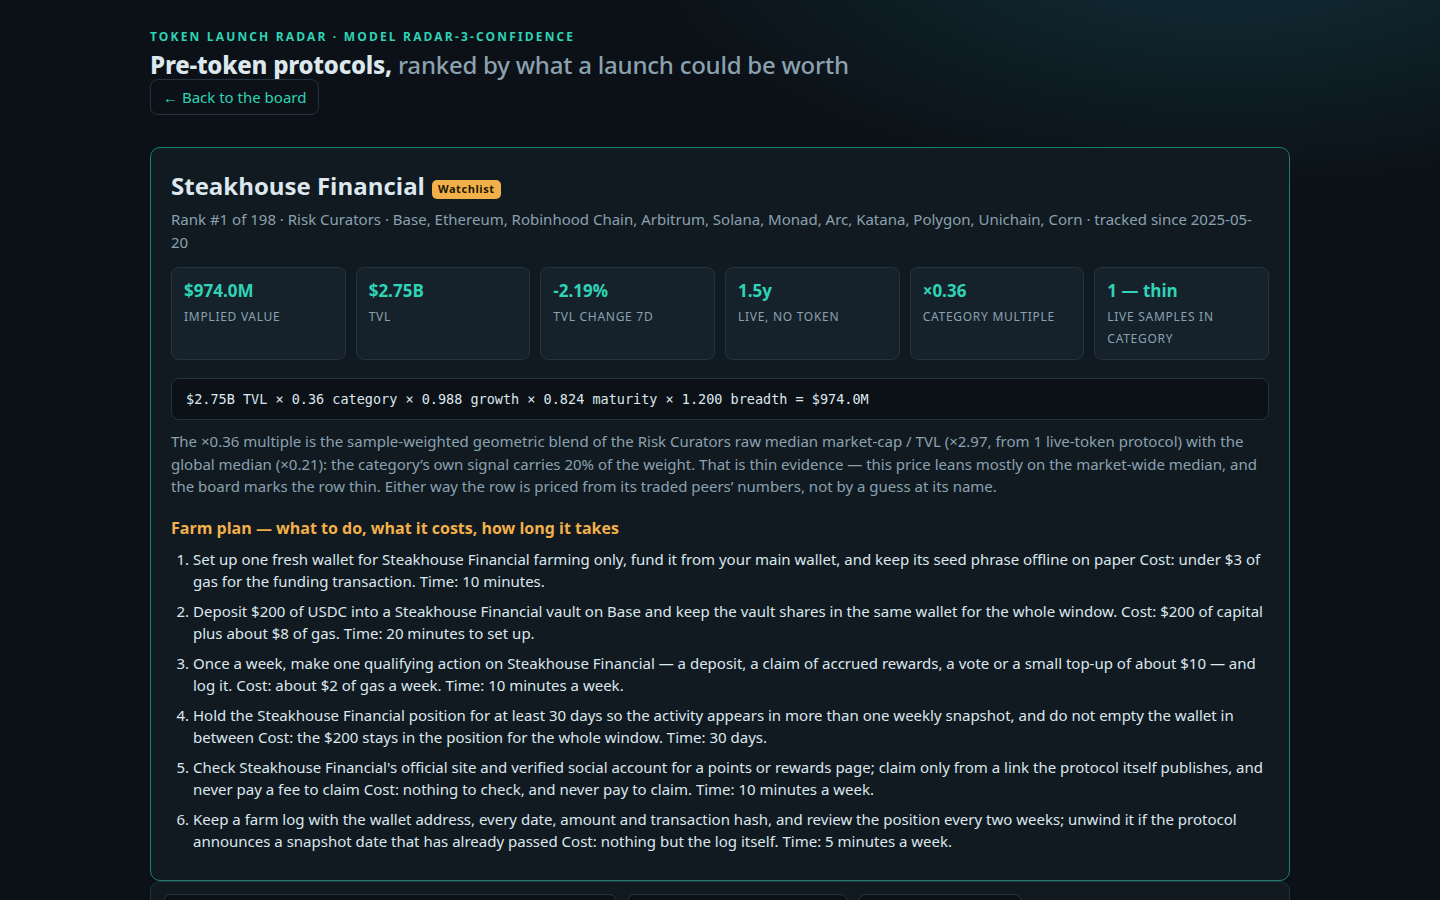 TOKEN LAUNCH RADAR · MODEL RADAR-3-CONFIDENCE
Pre-token protocols, ranked by what a launch could be worth
← Back to the board
Steakhouse Financial Watchlist
Rank #1 of 198 · Risk Curators · Base, Ethereum, Robinhood Chain, Arbitrum, Solana, Monad, Arc, Katana, Polygon, Unichain, Corn · tracked since 2025-05-
20
$974.0M
IMPLIED VALUE
$2.75B
TVL
-2.19%
TVL CHANGE 7D
1.5y
LIVE, NO TOKEN
×0.36
CATEGORY MULTIPLE
1 — thin
LIVE SAMPLES IN
CATEGORY
$2.75B TVL × 0.36 category × 0.988 growth × 0.824 maturity × 1.200 breadth = $974.0M
The ×0.36 multiple is the sample-weighted geometric blend of the Risk Curators raw median market-cap / TVL (×2.97, from 1 live-token protocol) with the
global median (×0.21): the category’s own signal carries 20% of the weight. That is thin evidence — this price leans mostly on the market-wide median, and
the board marks the row thin. Either way the row is priced from its traded peers’ numbers, not by a guess at its name.
Farm plan — what to do, what it costs, how long it takes
1. Set up one fresh wallet for Steakhouse Financial farming only, fund it from your main wallet, and keep its seed phrase offline on paper Cost: under $3 of
gas for the funding transaction. Time: 10 minutes.
2. Deposit $200 of USDC into a Steakhouse Financial vault on Base and keep the vault shares in the same wallet for the whole window. Cost: $200 of capital
plus about $8 of gas. Time: 20 minutes to set up.
3. Once a week, make one qualifying action on Steakhouse Financial — a deposit, a claim of accrued rewards, a vote or a small top-up of about $10 — and
log it. Cost: about $2 of gas a week. Time: 10 minutes a week.
4. Hold the Steakhouse Financial position for at least 30 days so the activity appears in more than one weekly snapshot, and do not empty the wallet in
between Cost: the $200 stays in the position for the whole window. Time: 30 days.
5. Check Steakhouse Financial's official site and verified social account for a points or rewards page; claim only from a link the protocol itself publishes, and
never pay a fee to claim Cost: nothing to check, and never pay to claim. Time: 10 minutes a week.
6. Keep a farm log with the wallet address, every date, amount and transaction hash, and review the position every two weeks; unwind it if the protocol
announces a snapshot date that has already passed Cost: nothing but the log itself. Time: 5 minutes a week.